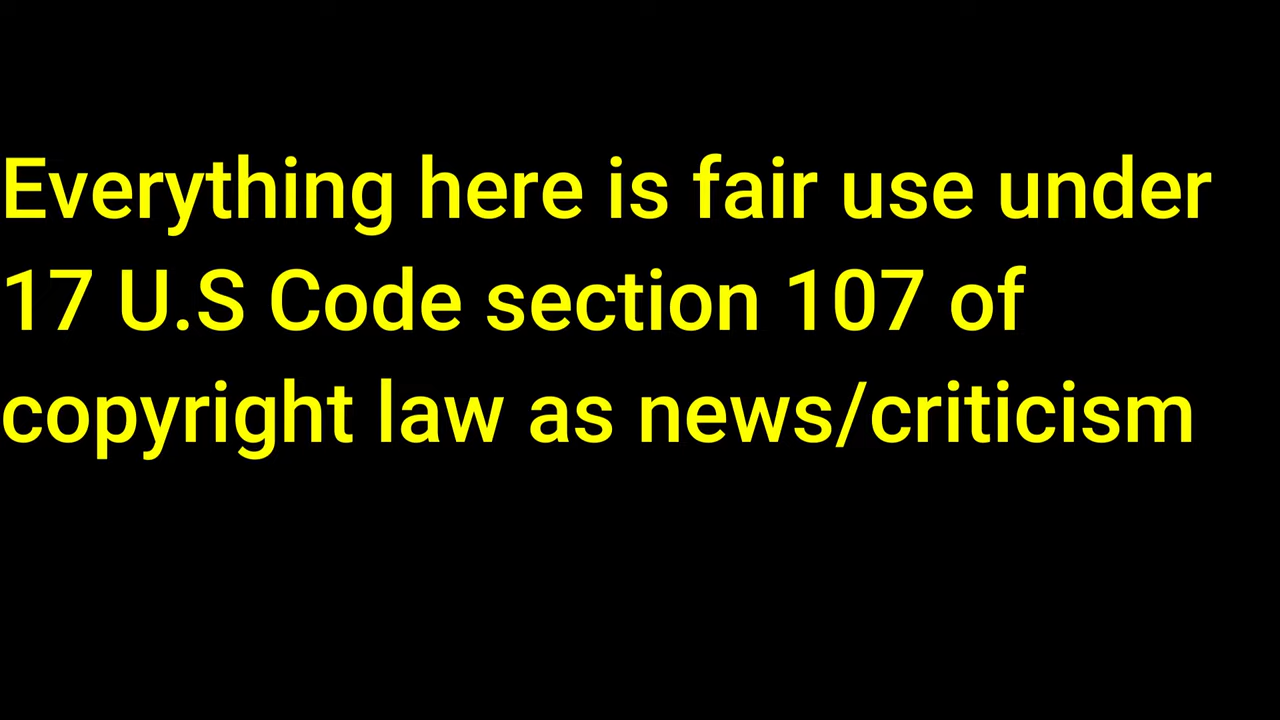 Everything here is fair use under
17 U.S Code section 107 of
copyright law as news/criticism